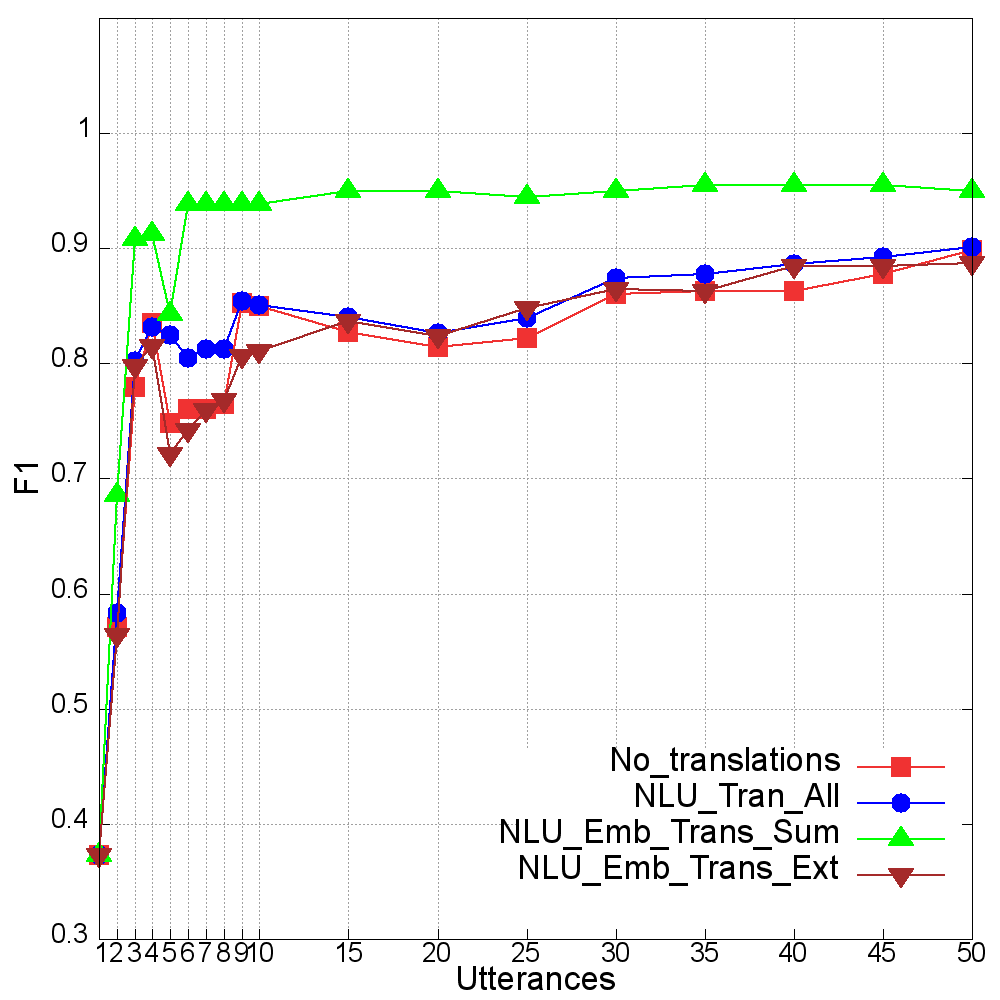 1
0.9
0.8
0.7
0.6
0.5
0.4
0.3
F1
No_translations
NLU_Tran_All
NLU_Emb_Trans_Sum
NLU_Emb_Trans_Ext
1 2 3 4 5 6 7 8 9 10 15 20 25 30 35 40 45 50
Utterances